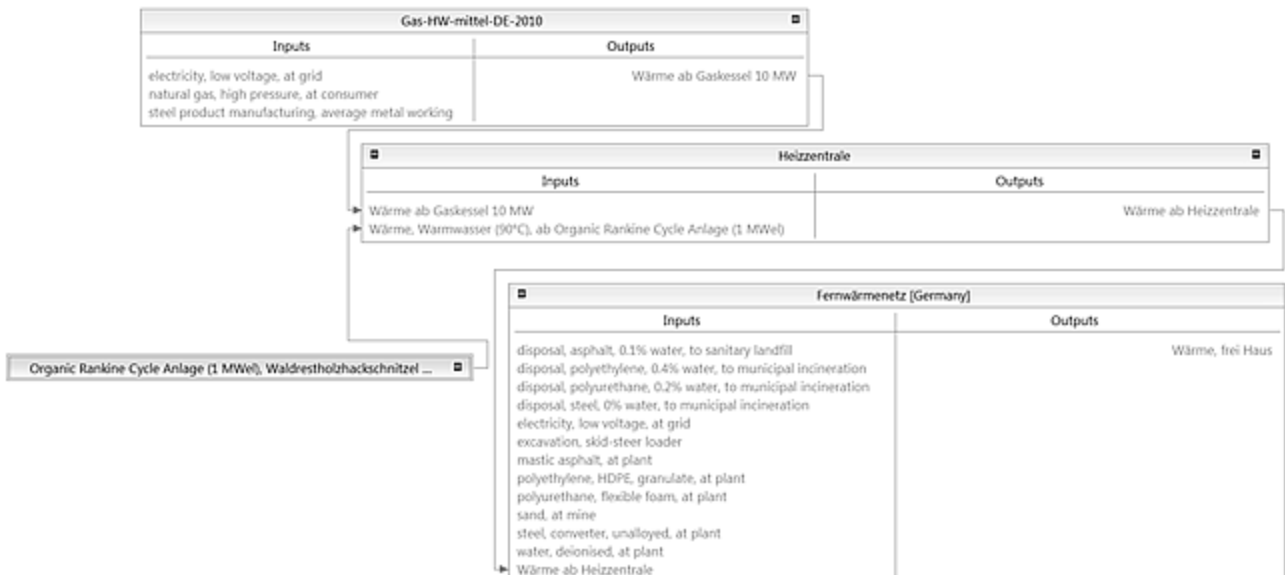 Gas-HW-mittel-DE-2010
Inputs Outputs
electricity, low voltage, at grid Wärme ab Gaskessel 10 MW
natural gas, high pressure, at consumer
steel product manufacturing, average metal working
Heizzentrale
Inputs Outputs
Wärme ab Gaskessel 10 MW Wärme ab Heizzentrale
Wärme, Warmwasser (90°C), ab Organic Rankine Cycle Anlage (1 MWel)
Organic Rankine Cycle Anlage (1 MWel), Waldrestholzhackschnitzel ...
Fernwärmenetz [Germany]
Inputs Outputs
disposal, asphalt, 0.1% water, to sanitary landfill Wärme, frei Haus
disposal, polyethylene, 0.4% water, to municipal incineration
disposal, polyurethane, 0.2% water, to municipal incineration
disposal, steel, 0% water, to municipal incineration
electricity, low voltage, at grid
excavation, skid-steer loader
mastic asphalt, at plant
polyethylene, HDPE, granulate, at plant
polyurethane, flexible foam, at plant
sand, at mine
steel, converter, unalloyed, at plant
water, deionised, at plant
Wärme ab Heizzentrale